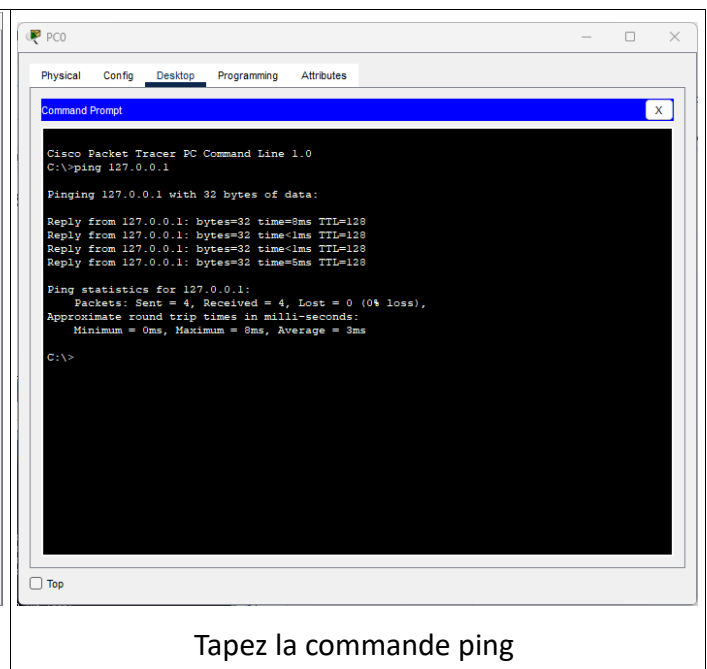 PC0
Physical Config Desktop Programming Attributes
Command Prompt X
Cisco Packet Tracer PC Command Line 1.0
C:\>ping 127.0.0.1
Pinging 127.0.0.1 with 32 bytes of data:
Reply from 127.0.0.1: bytes=32 time=8ms TTL=128
Reply from 127.0.0.1: bytes=32 time<1ms TTL=128
Reply from 127.0.0.1: bytes=32 time<1ms TTL=128
Reply from 127.0.0.1: bytes=32 time=5ms TTL=128
Ping statistics for 127.0.0.1:
Packets: Sent = 4, Received = 4, Lost = 0 (0% loss),
Approximate round trip times in milli-seconds:
Minimum = 0ms, Maximum = 8ms, Average = 3ms
C:\>
Top
Tapez la commande ping